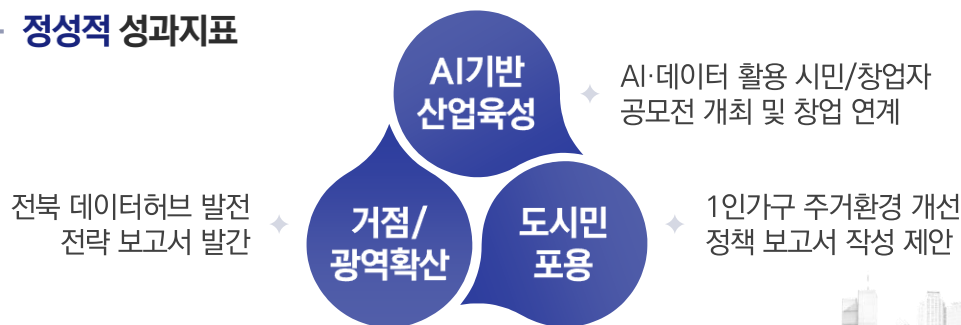 정성적 성과지표
AI기반
산업육성
AI·데이터 활용 시민/창업자
공모전 개최 및 창업 연계
전북 데이터허브 발전
전략 보고서 발간
거점/
광역확산
도시민
포용
1인가구 주거환경 개선
정책 보고서 작성 제안